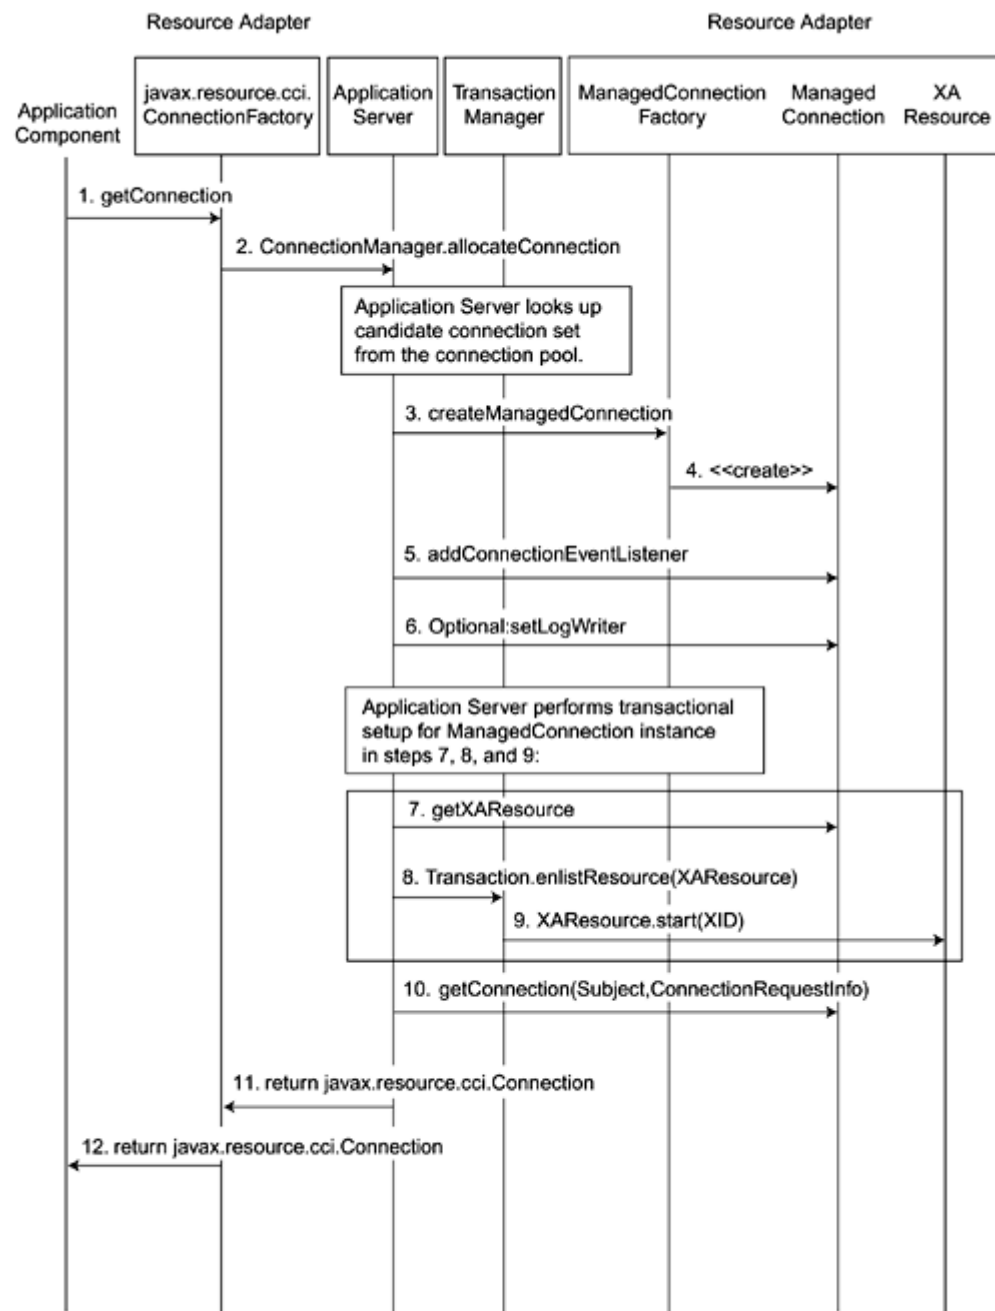 Resource Adapter
Resource Adapter
Application
Component
javax.resource.cci.
ConnectionFactory
Application
Server
Transaction
Manager
ManagedConnection
Factory
Managed
Connection
XA
Resource
1. getConnection
2. ConnectionManager.allocateConnection
Application Server looks up
candidate connection set
from the connection pool.
3. createManagedConnection
4. <<create>>
5. addConnectionEventListener
6. Optional:setLogWriter
Application Server performs transactional
setup for ManagedConnection instance
in steps 7, 8, and 9:
7. getXAResource
8. Transaction.enlistResource(XAResource)
9. XAResource.start(XID)
10. getConnection(Subject,ConnectionRequestInfo)
11. return javax.resource.cci.Connection
12. return javax.resource.cci.Connection